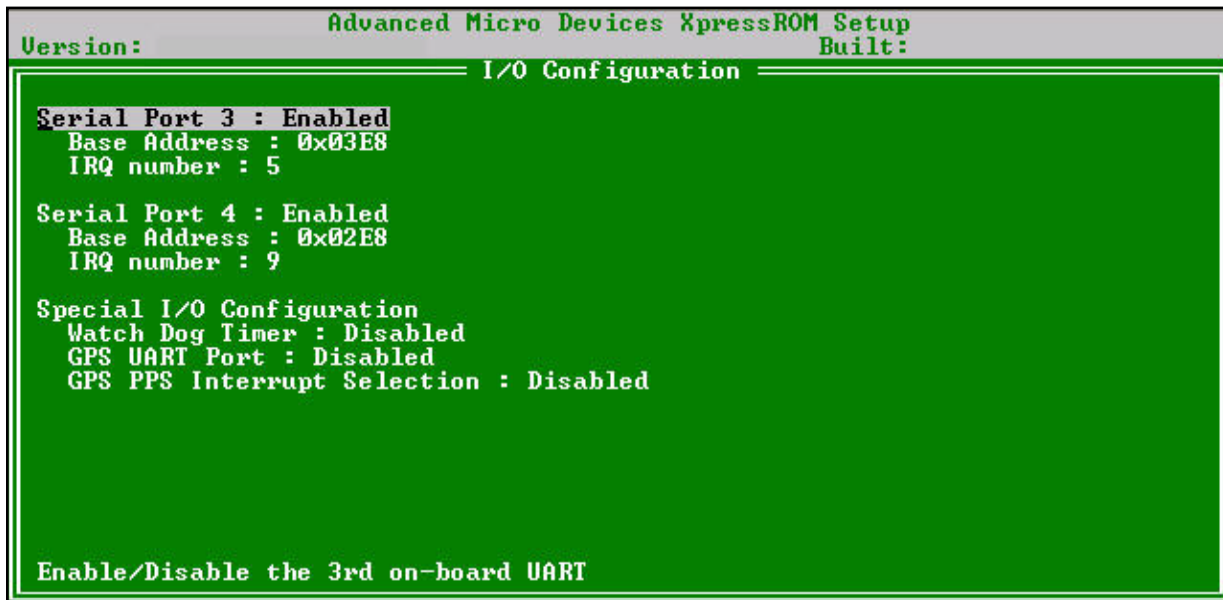 Advanced Micro Devices XpressROM Setup
Version: Built:
I/O Configuration
Serial Port 3 : Enabled
Base Address : 0x03E8
IRQ number : 5
Serial Port 4 : Enabled
Base Address : 0x02E8
IRQ number : 9
Special I/O Configuration
Watch Dog Timer : Disabled
GPS UART Port : Disabled
GPS PPS Interrupt Selection : Disabled
Enable/Disable the 3rd on-board UART